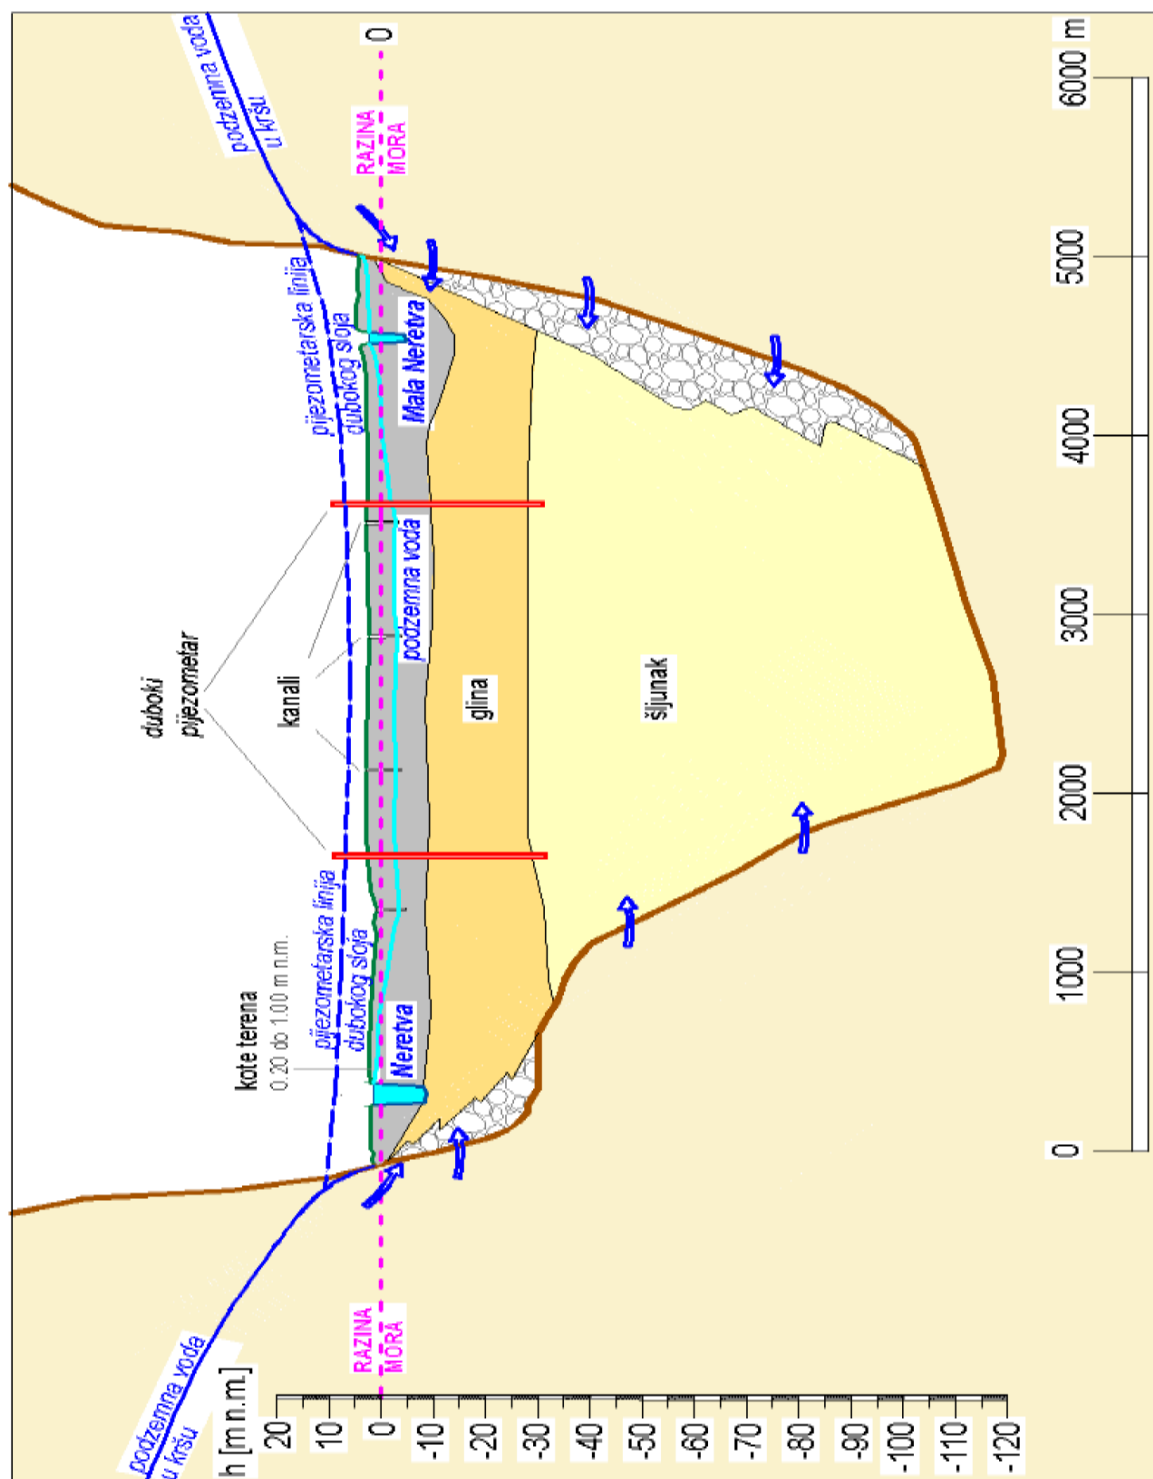 podzemna voda
u kršu
podzemna voda
u kršu
duboki
pijezometar
kanali
kote terena
0.20 do 1.00 m n.m.
pijezometarska linija
dubokog sloja
pijezometarska linija
dubokog sloja
RAZINA
MORA
RAZINA
MORA
0
Neretva
podzemna voda
Mala Neretva
glina
šljunak
h [m n.m.]
20
10
0
-10
-20
-30
-40
-50
-60
-70
-80
-90
-100
-110
-120
0
1000
2000
3000
4000
5000
6000 m